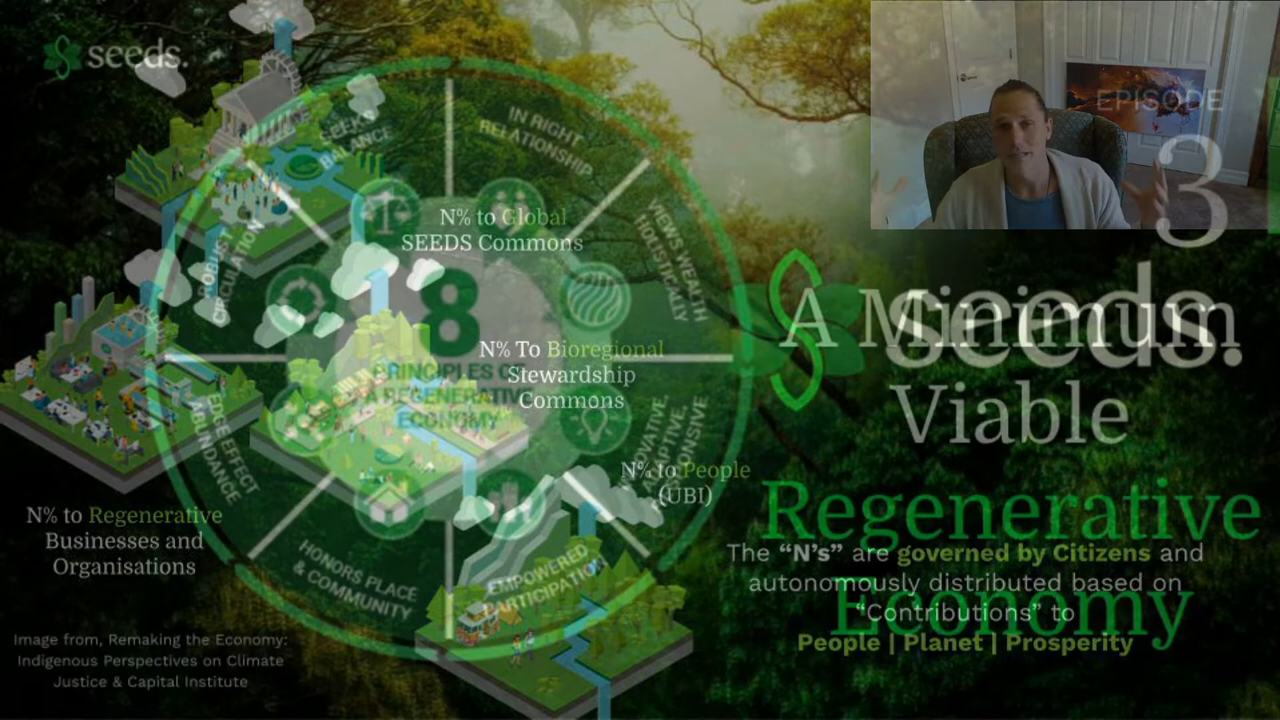 seeds.
EPISODE
3
SEEKS
BALANCE
IN RIGHT
RELATIONSHIP
VIEWS WEALTH
HOLISTICALLY
ROBUST
CIRCULATION
N% to Global
SEEDS Commons
8
PRINCIPLES OF
A REGENERATIVE
ECONOMY
N% To Bioregional
Stewardship
Commons
seeds.
A Minimum
Viable
Regenerative
Economy
EDGE EFFECT
ABUNDANCE
N% to People
(UBI)
N% to Regenerative
Businesses and
Organisations
The “N’s” are governed by Citizens and
autonomously distributed based on
“Contributions” to
People | Planet | Prosperity
HONORS PLACE
& COMMUNITY
EMPOWERED
PARTICIPATION
Image from, Remaking the Economy:
Indigenous Perspectives on Climate
Justice & Capital Institute